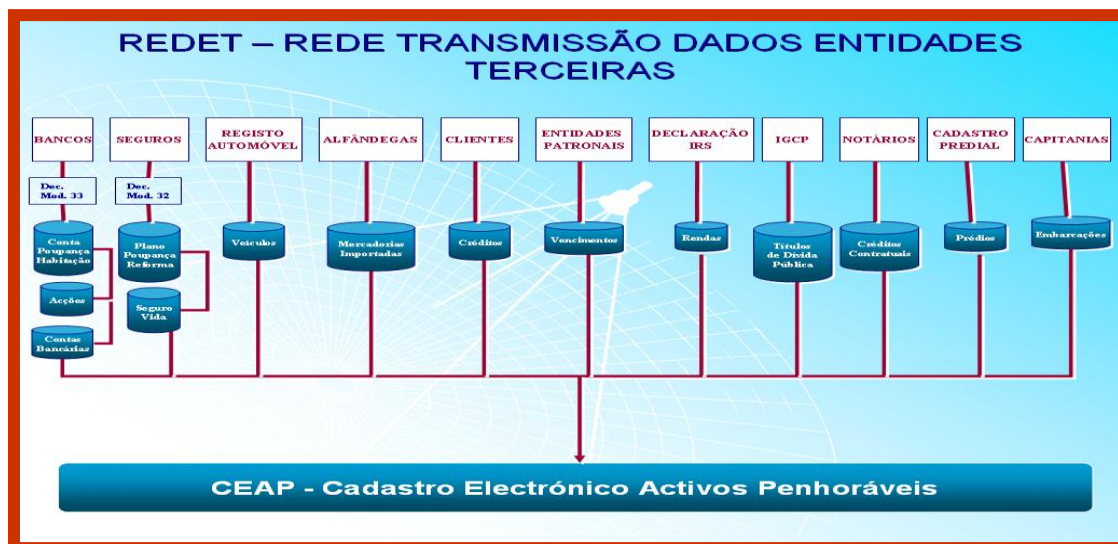 REDET – REDE TRANSMISSÃO DADOS ENTIDADES
TERCEIRAS
BANCOS
SEGUROS
REGISTO
AUTOMÓVEL
ALFÂNDEGAS
CLIENTES
ENTIDADES
PATRONAIS
DECLARAÇÃO
IRS
IGCP
NOTÁRIOS
CADASTRO
PREDIAL
CAPITANIAS
Dec.
Mod. 33
Dec.
Mod. 32
Conta
Poupança
Habitação
Plano
Poupança
Reforma
Veículos
Mercadorias
Importadas
Créditos
Vencimentos
Rendas
Títulos
de Dívida
Pública
Créditos
Contratuais
Prédios
Embarcações
Acções
Seguro
Vida
Contas
Bancárias
CEAP - Cadastro Electrónico Activos Penhoráveis